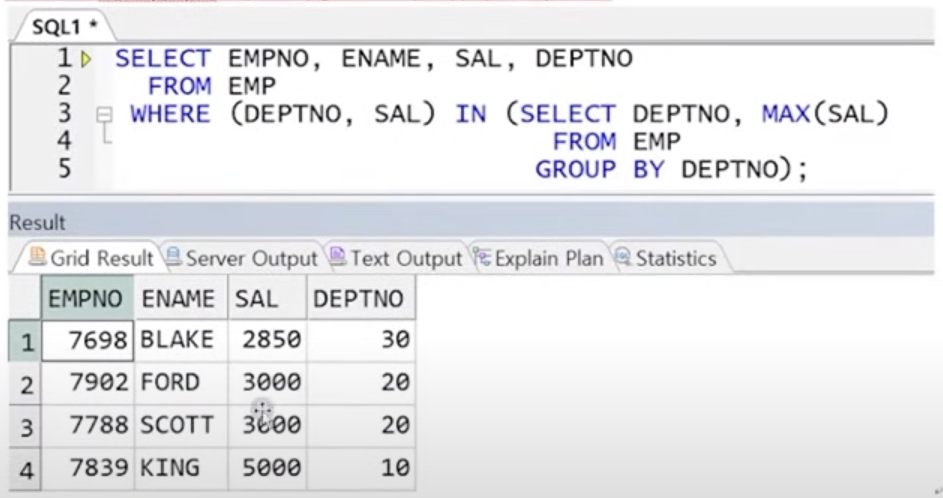 SQL1 *
1 SELECT EMPNO, ENAME, SAL, DEPTNO
2 FROM EMP
3 WHERE (DEPTNO, SAL) IN (SELECT DEPTNO, MAX(SAL)
4 FROM EMP
5 GROUP BY DEPTNO);
Result
Grid Result Server Output Text Output Explain Plan Statistics
EMPNO ENAME SAL DEPTNO
1 7698 BLAKE 2850 30
2 7902 FORD 3000 20
3 7788 SCOTT 3000 20
4 7839 KING 5000 10